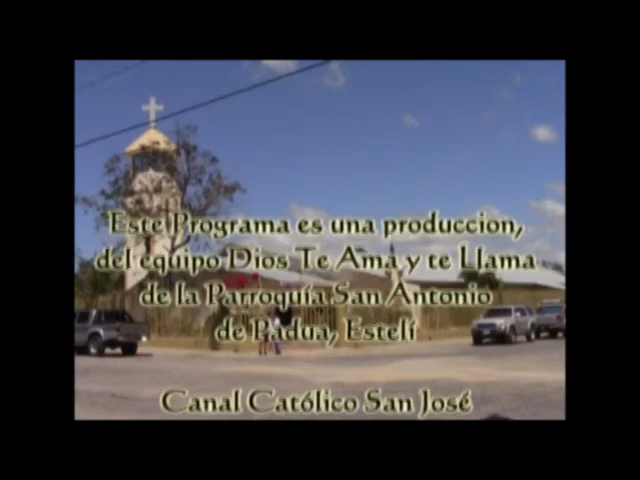 Este Programa es una produccion,
del equipo Dios Te Ama y te Llama
de la Parroquía San Antonio
de Padua, Estelí
Canal Católico San José